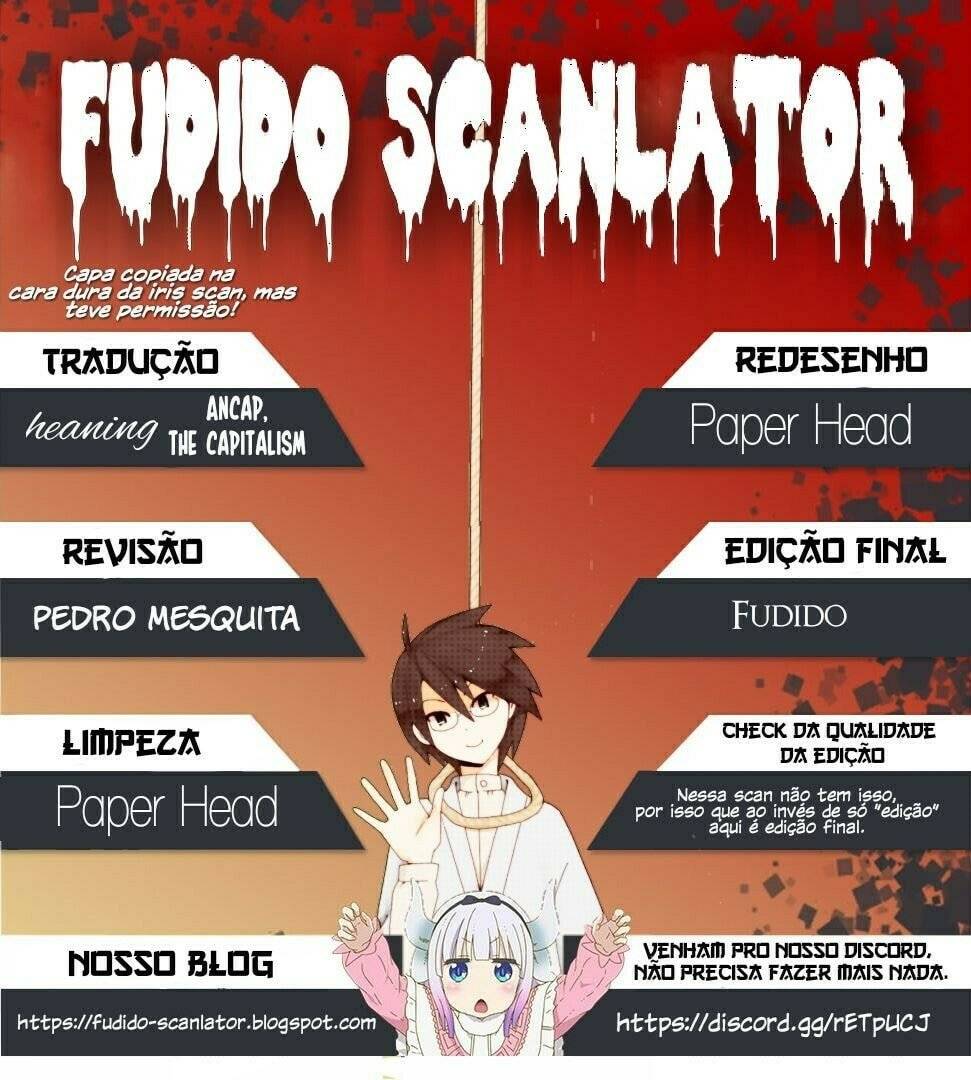 FUDIDO SCANLATOR
Capa copiada na
cara dura da iris scan, mas
teve permissão!
TRADUÇÃO
heaning
ANCAP,
THE CAPITALISM
REDESENHO
Paper Head
REVISÃO
PEDRO MESQUITA
EDIÇÃO FINAL
FUDIDO
LIMPEZA
Paper Head
CHECK DA QUALIDADE
DA EDIÇÃO
Nessa scan não tem isso,
por isso que ao invés de só "edição"
aqui é edição final.
NOSSO BLOG
https://fudido-scanlator.blogspot.com
VENHAM PRO NOSSO DISCORD,
NÃO PRECISA FAZER MAIS NADA.
https://discord.gg/rETpUCJ